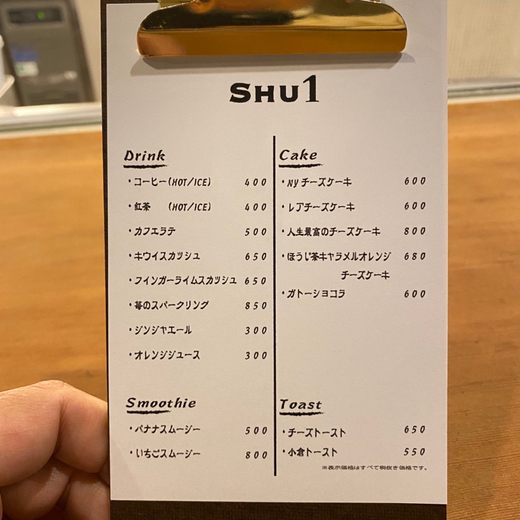 SHU1
Drink
・コーヒー(HOT/ICE) 400
・紅茶 (HOT/ICE) 400
・カフェラテ 500
・キウイスカッシュ 650
・フィンガーライムスカッシュ 650
・苺のスパークリング 850
・ジンジャエール 300
・オレンジジュース 300
Smoothie
・バナナスムージー 500
・いちごスムージー 800
Cake
・NYチーズケーキ 600
・レアチーズケーキ 600
・人生最高のチーズケーキ 800
・ほうじ茶キャラメルオレンジ 680
チーズケーキ
・ガトーショコラ 600
Toast
・チーズトースト 650
・小倉トースト 550
※表示価格はすべて税抜き価格です。